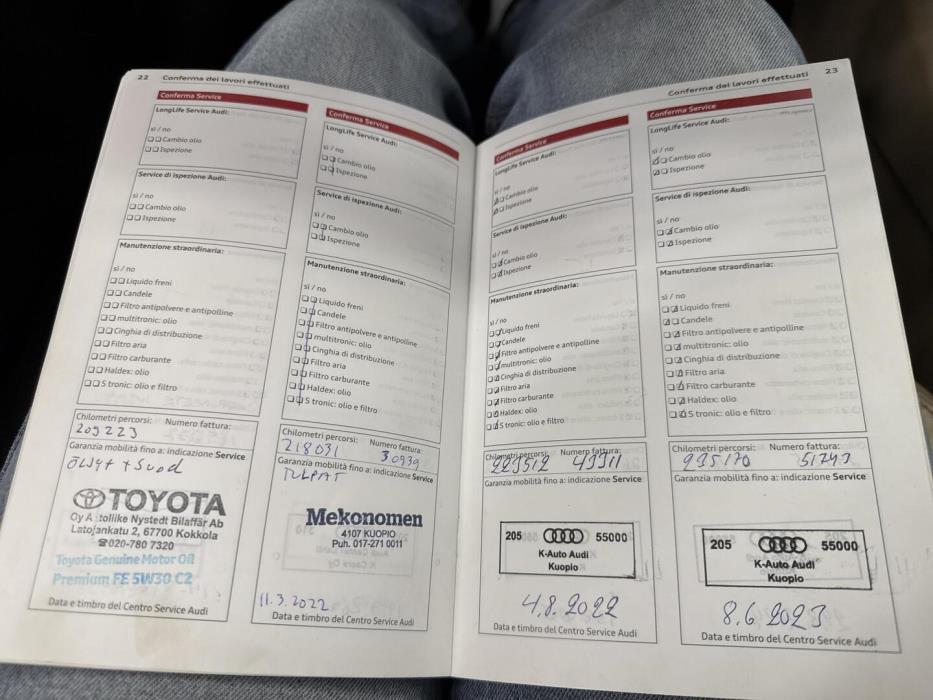 22 Conferma dei lavori effettuati
Conferma Service
LongLife Service Audi:
sì / no
Cambio olio
Ispezione
Service di ispezione Audi:
sì / no
Cambio olio
Ispezione
Manutenzione straordinaria:
sì / no
Liquido freni
Candele
Filtro antipolvere e antipolline
multitronic: olio
Cinghia di distribuzione
Filtro aria
Filtro carburante
Haldex: olio
S tronic: olio e filtro
Chilometri percorsi: Numero fattura:
209223
Garanzia mobilità fino a: indicazione Service
TOYOTA
Oy A tollike Nystedt Bilaffär Ab
Latojankatu 2, 67700 Kokkola
☎020-780 7320
Toyota Genuine Motor Oil
Premium FE 5W30 C2
Data e timbro del Centro Service Audi
Conferma Service
LongLife Service Audi:
sì / no
Cambio olio
Ispezione
Service di ispezione Audi:
sì / no
Cambio olio
Ispezione
Manutenzione straordinaria:
sì / no
Liquido freni
Candele
Filtro antipolvere e antipolline
multitronic: olio
Cinghia di distribuzione
Filtro aria
Filtro carburante
Haldex: olio
S tronic: olio e filtro
Chilometri percorsi: Numero fattura:
218031 30939
Garanzia mobilità fino a: indicazione Service
Mekonomen
4107 KUOPIO
Puh. 017-271 0011
11.3.2022
Data e timbro del Centro Service Audi
Conferma dei lavori effettuati 23
Conferma Service
LongLife Service Audi:
sì / no
Cambio olio
Ispezione
Service di ispezione Audi:
sì / no
Cambio olio
Ispezione
Manutenzione straordinaria:
sì / no
Liquido freni
Candele
Filtro antipolvere e antipolline
multitronic: olio
Cinghia di distribuzione
Filtro aria
Filtro carburante
Haldex: olio
S tronic: olio e filtro
Chilometri percorsi: Numero fattura:
Garanzia mobilità fino a: indicazione Service
205 55000
K-Auto Audi
Kuopio
4.8.2022
Data e timbro del Centro Service Audi
Conferma Service
LongLife Service Audi:
sì / no
Cambio olio
Ispezione
Service di ispezione Audi:
sì / no
Cambio olio
Ispezione
Manutenzione straordinaria:
sì / no
Liquido freni
Candele
Filtro antipolvere e antipolline
multitronic: olio
Cinghia di distribuzione
Filtro aria
Filtro carburante
Haldex: olio
S tronic: olio e filtro
Chilometri percorsi: Numero fattura:
51743
Garanzia mobilità fino a: indicazione Service
205 55000
K-Auto Audi
Kuopio
8.6.2023
Data e timbro del Centro Service Audi